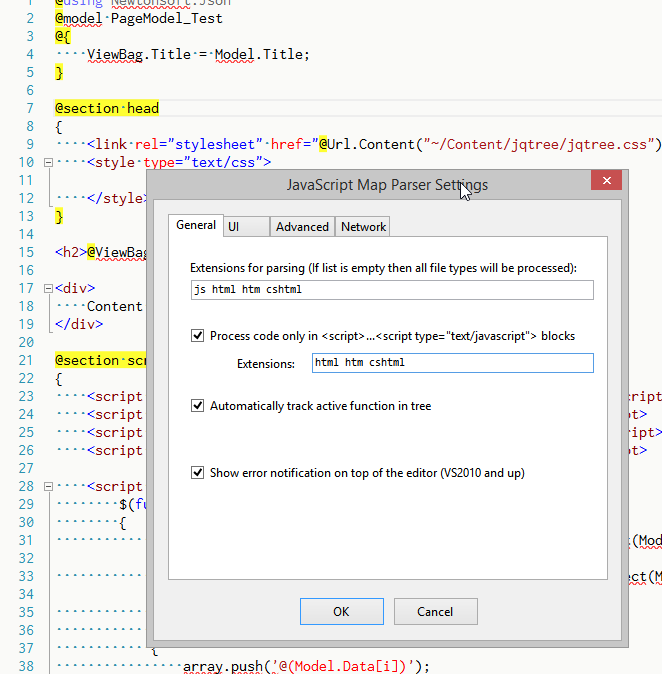 1 @using Newtonsoft.Json
2 @model PageModel_Test
3 @{
4 ····ViewBag.Title = Model.Title;
5 }
6
7 @section head
8 {
9 ····<link rel="stylesheet" href="@Url.Content("~/Content/jqtree/jqtree.css")
10 ····<style type="text/css">
11
12 ····</style>
13 }
14
15 <h2>@ViewBag
16
17 <div>
18 ····Content
19 </div>
20
21 @section scr
22 {
23 ····<script
24 ····<script
25 ····<script
26 ····<script
27
28 ····<script
29 ········$(fu
30 ········{
31 (Mod
32
33 ect(M
34
35
36
37 {
38 array.push('@(Model.Data[i])');
JavaScript Map Parser Settings
General UI Advanced Network
Extensions for parsing (If list is empty then all file types will be processed):
js html htm cshtml
Process code only in <script>...<script type="text/javascript"> blocks
Extensions: html htm cshtml
Automatically track active function in tree
Show error notification on top of the editor (VS2010 and up)
OK Cancel